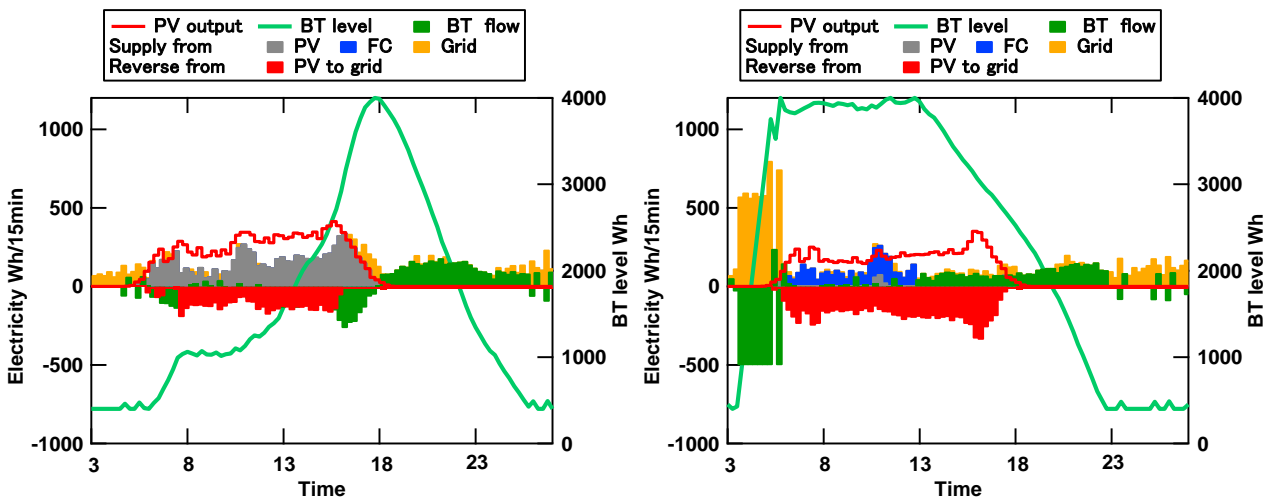 PV output BT level BT flow
Supply from PV FC Grid
Reverse from PV to grid
1000
500
0
-500
-1000
Electricity Wh/15min
4000
3000
2000
1000
0
BT level Wh
3 8 13 18 23
Time
PV output BT level BT flow
Supply from PV FC Grid
Reverse from PV to grid
1000
500
0
-500
-1000
Electricity Wh/15min
4000
3000
2000
1000
0
BT level Wh
3 8 13 18 23
Time